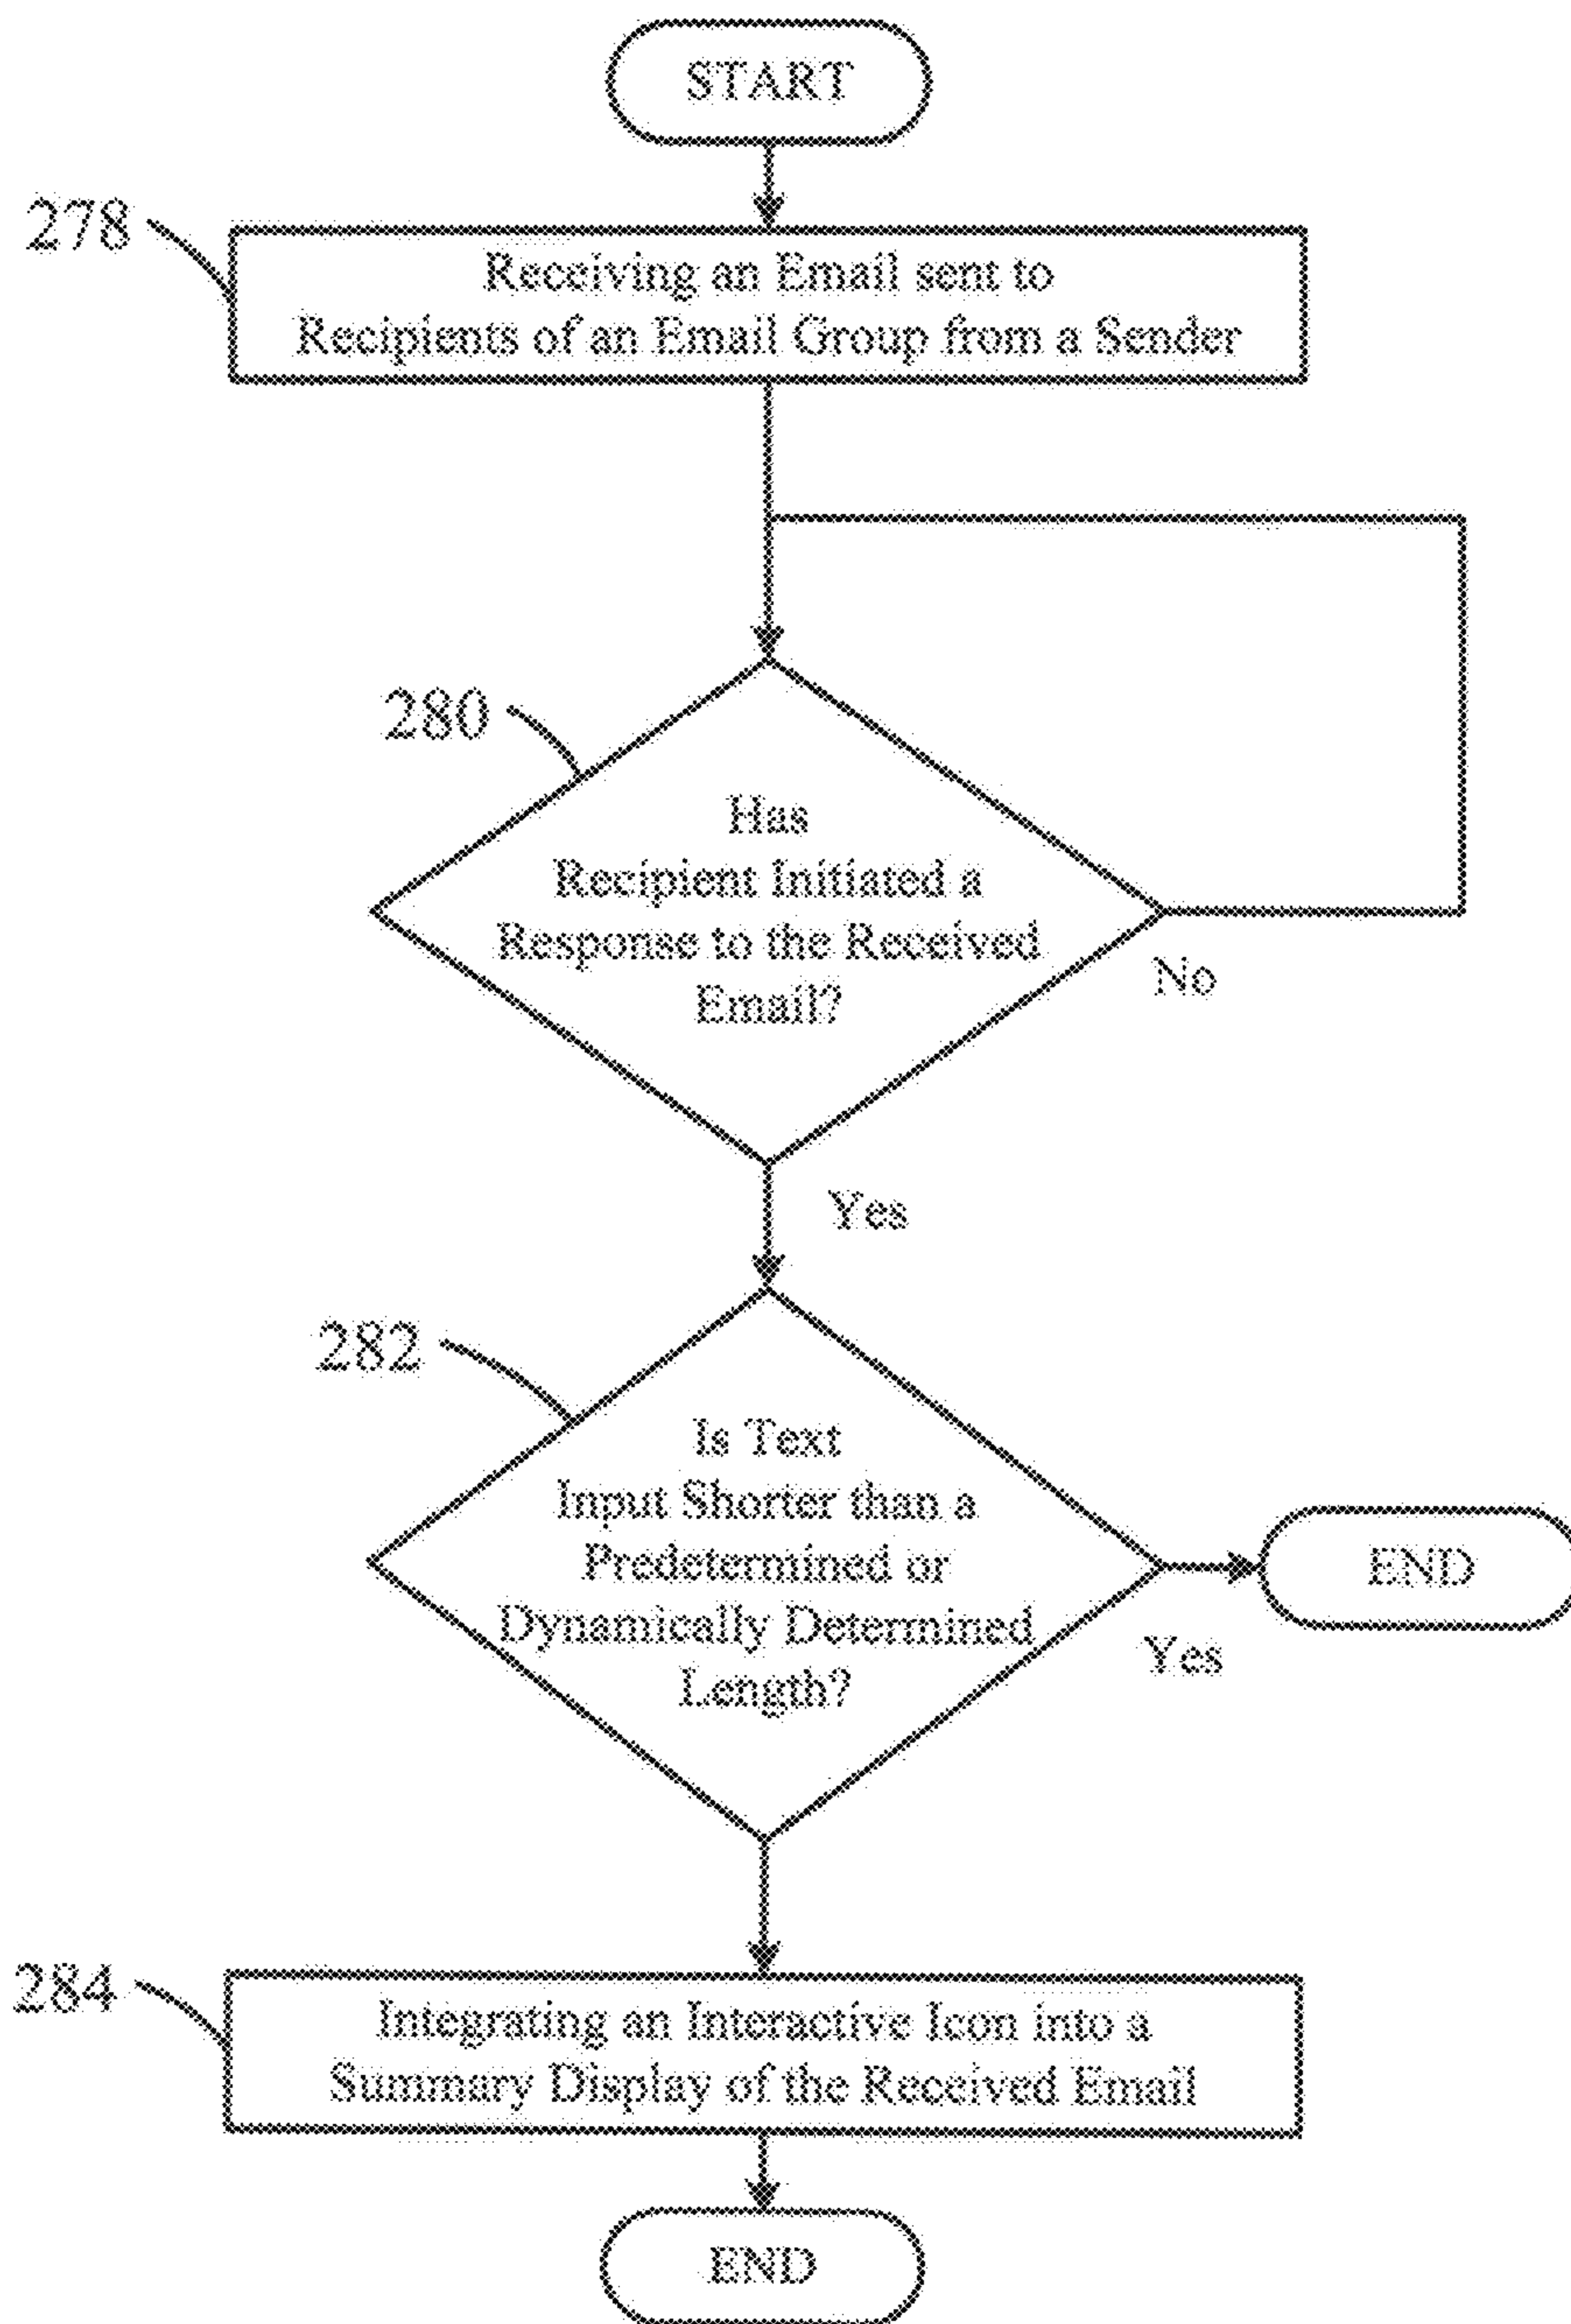 START
278
Receiving an Email sent to
Recipients of an Email Group from a Sender
280
Has
Recipient Initiated a
Response to the Received
Email?
No
Yes
282
Is Text
Input Shorter than a
Predetermined or
Dynamically Determined
Length?
END
Yes
284
Integrating an Interactive Icon into a
Summary Display of the Received Email
END